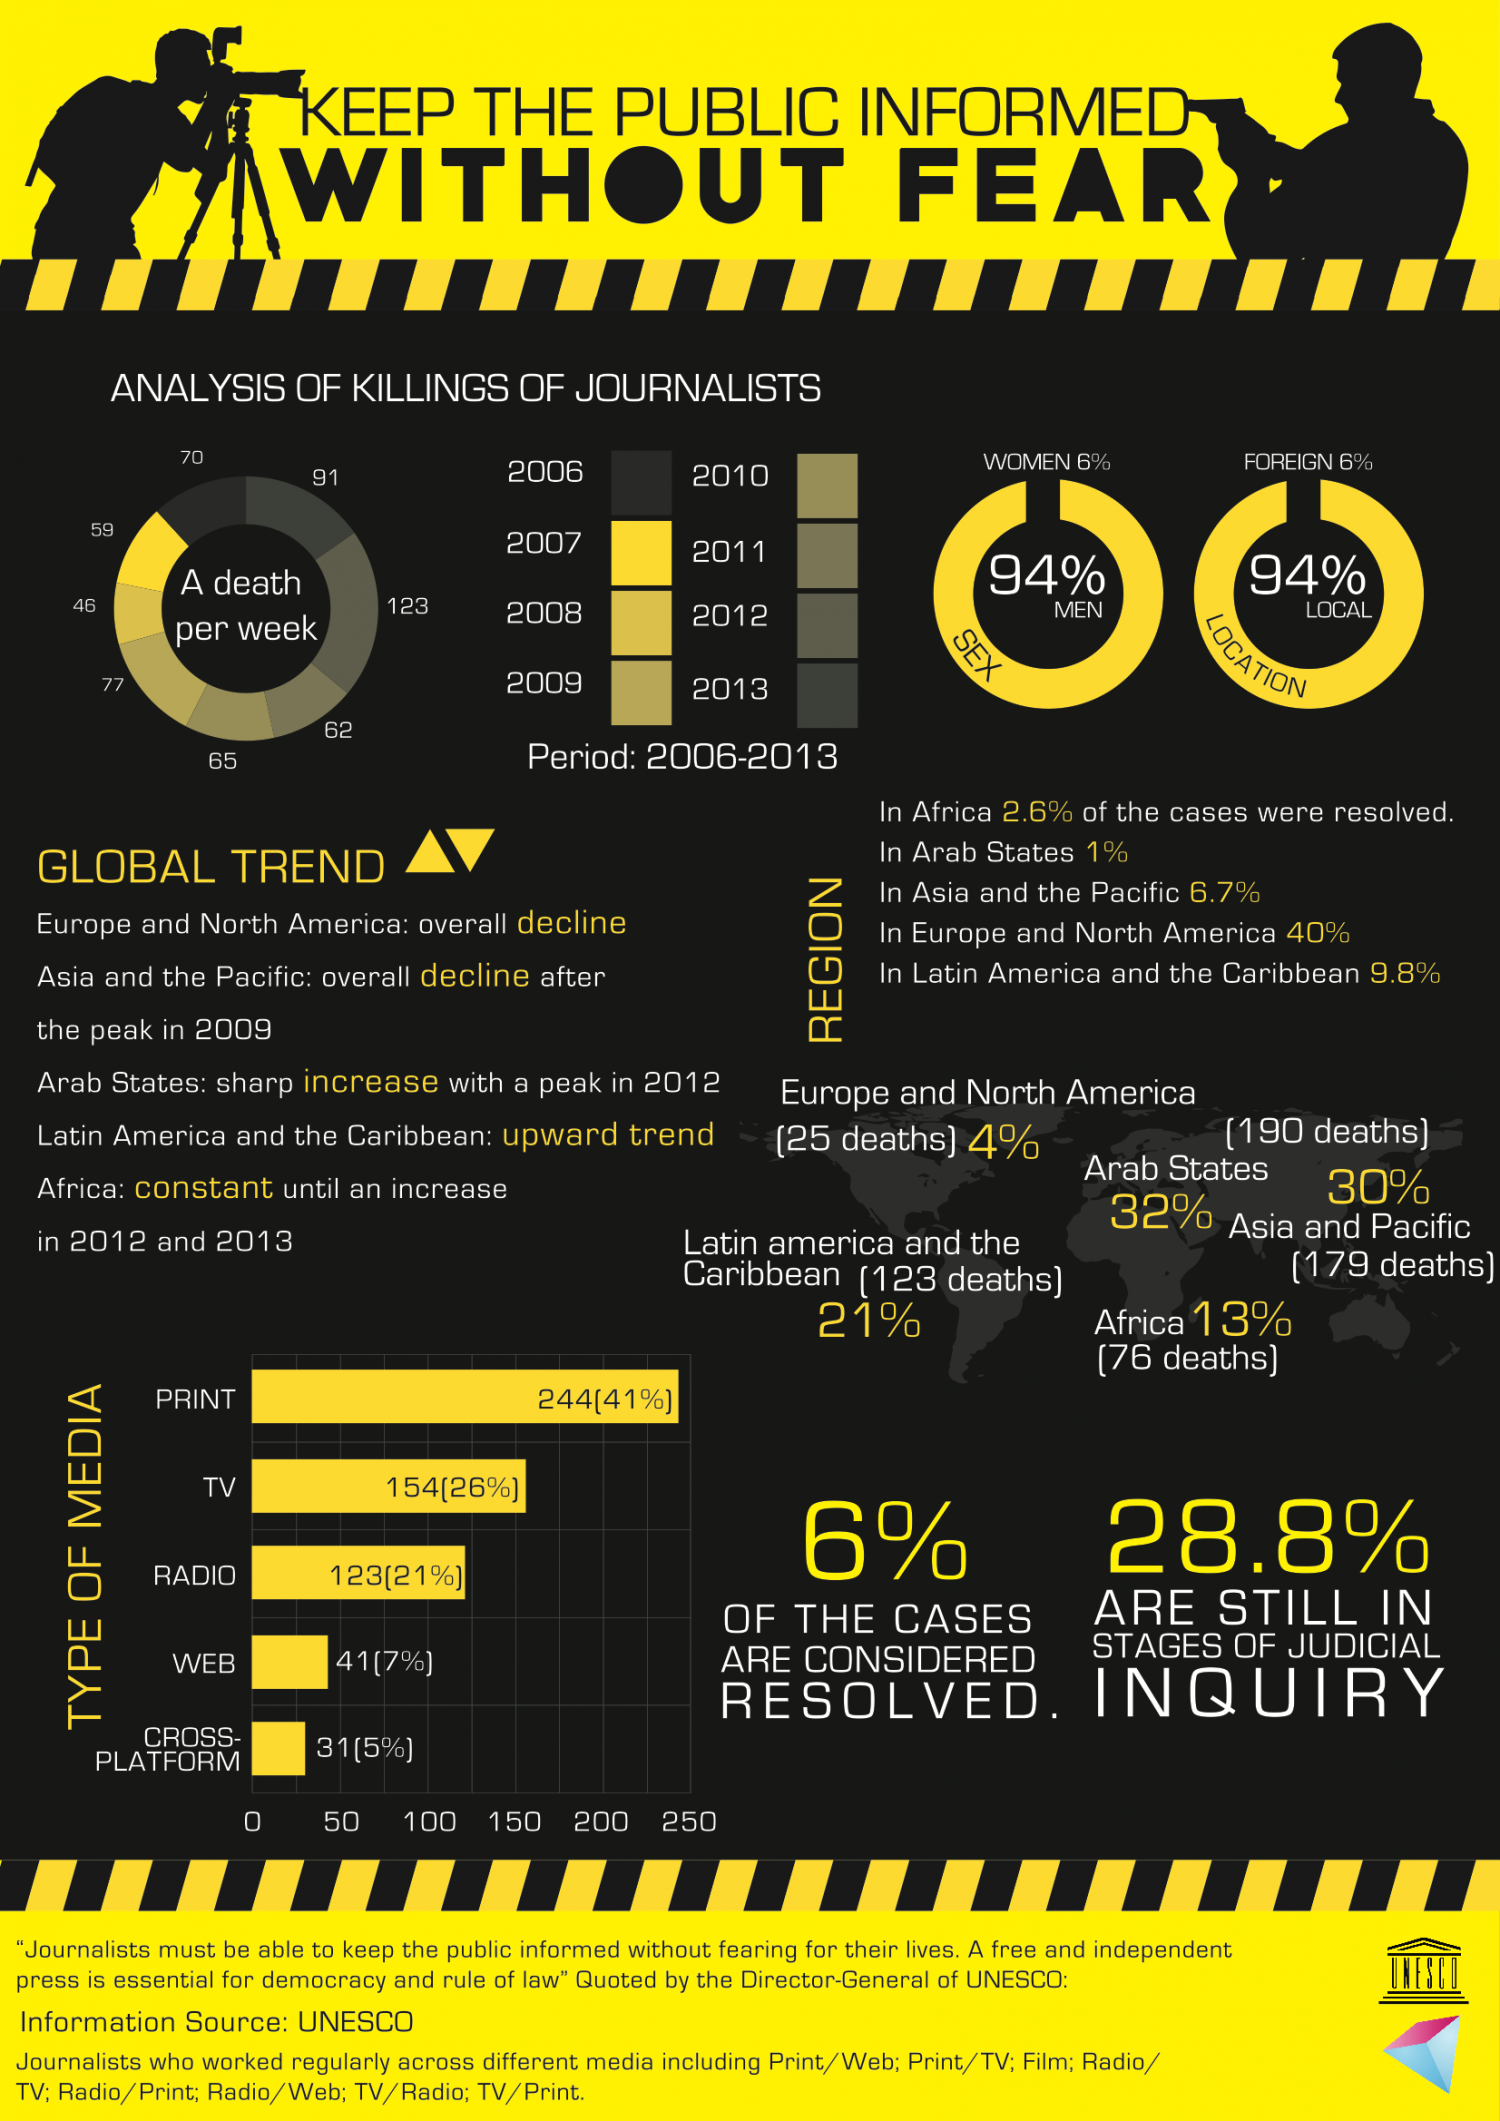 KEEP THE PUBLIC INFORMED
WITHOUT FEAR
ANALYSIS OF KILLINGS OF JOURNALISTS
70
91
59
46
123
77
62
65
A death
per week
2006
2007
2008
2009
2010
2011
2012
2013
Period: 2006-2013
WOMEN 6%
94%
MEN
SEX
FOREIGN 6%
94%
LOCAL
LOCATION
GLOBAL TREND
Europe and North America: overall decline
Asia and the Pacific: overall decline after
the peak in 2009
Arab States: sharp increase with a peak in 2012
Latin America and the Caribbean: upward trend
Africa: constant until an increase
in 2012 and 2013
REGION
In Africa 2.6% of the cases were resolved.
In Arab States 1%
In Asia and the Pacific 6.7%
In Europe and North America 40%
In Latin America and the Caribbean 9.8%
Europe and North America
(25 deaths) 4%
(190 deaths)
Arab States
32%
30%
Asia and Pacific
(179 deaths)
Latin america and the
Caribbean (123 deaths)
21%
Africa 13%
(76 deaths)
TYPE OF MEDIA
PRINT
244(41%)
TV
154(26%)
RADIO
123(21%)
WEB
41(7%)
CROSS-
PLATFORM
31(5%)
0 50 100 150 200 250
6%
OF THE CASES
ARE CONSIDERED
RESOLVED.
28.8%
ARE STILL IN
STAGES OF JUDICIAL
INQUIRY
“Journalists must be able to keep the public informed without fearing for their lives. A free and independent
press is essential for democracy and rule of law” Quoted by the Director-General of UNESCO:
Information Source: UNESCO
Journalists who worked regularly across different media including Print/Web; Print/TV; Film; Radio/
TV; Radio/Print; Radio/Web; TV/Radio; TV/Print.
UNESCO